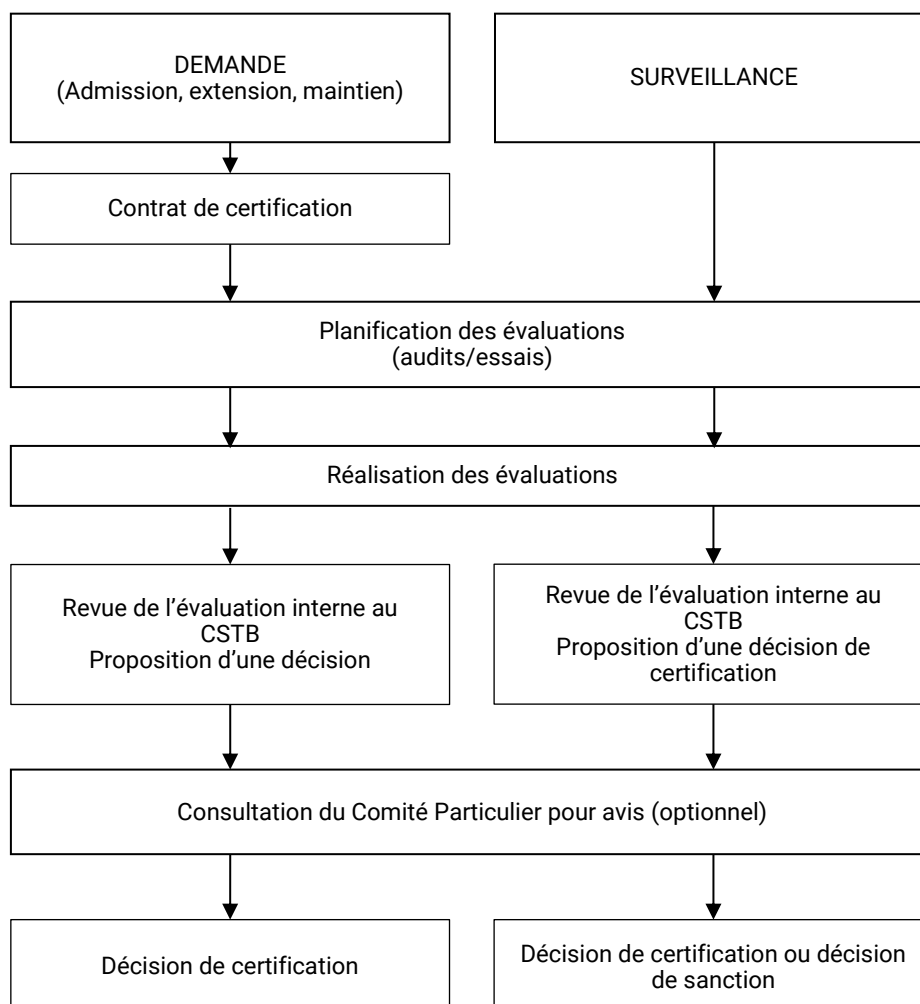 DEMANDE
(Admission, extension, maintien)
SURVEILLANCE
Contrat de certification
Planification des évaluations
(audits/essais)
Réalisation des évaluations
Revue de l’évaluation interne au
CSTB
Proposition d’une décision
Revue de l’évaluation interne au
CSTB
Proposition d’une décision de
certification
Consultation du Comité Particulier pour avis (optionnel)
Décision de certification
Décision de certification ou décision
de sanction